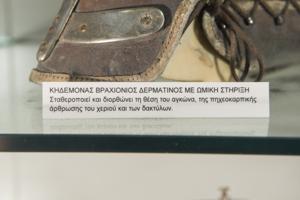 ΚΗΔΕΜΟΝΑΣ ΒΡΑΧΙΟΝΙΟΣ ΔΕΡΜΑΤΙΝΟΣ ΜΕ ΩΜΙΚΗ ΣΤΗΡΙΞΗ
Σταθεροποιεί και διορθώνει τη θέση του αγκώνα, της πηχεοκαρπικής
άρθρωσης του χεριού και των δακτύλων.